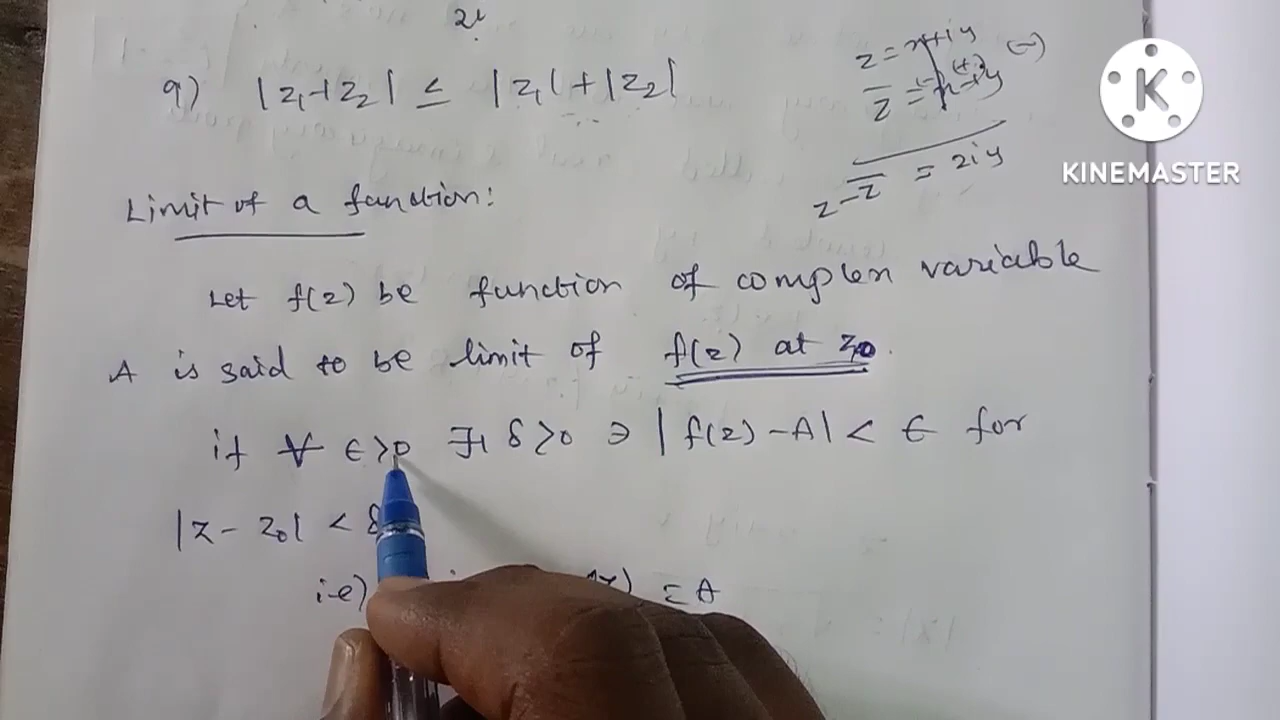 2i
9) |z₁+z₂| ≤ |z₁|+|z₂|
z = x+iy (-)
z̅ = x-iy
(-) (+)
z - z̅ = 2iy
K
KINEMASTER
Limit of a function:
Let f(z) be function of complex variable
A is said to be limit of f(z) at z₀.
if ∀ ϵ>0 ∃ δ>0 ∋ |f(z)-A| < ϵ for
|z - z₀| < δ
i-e) = A